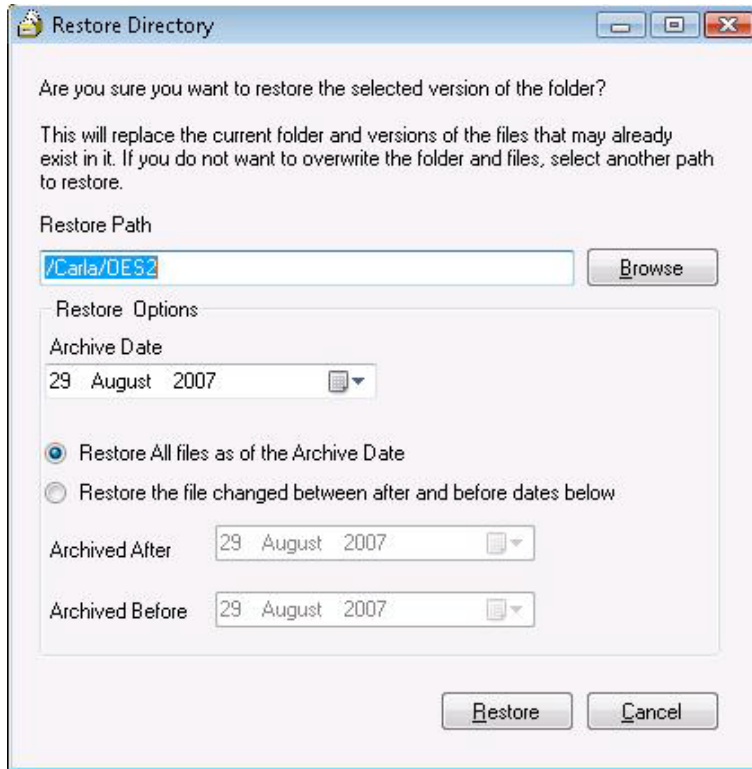 Restore Directory
Are you sure you want to restore the selected version of the folder?
This will replace the current folder and versions of the files that may already
exist in it. If you do not want to overwrite the folder and files, select another path
to restore.
Restore Path
/Carla/OES2
Browse
Restore Options
Archive Date
29 August 2007
Restore All files as of the Archive Date
Restore the file changed between after and before dates below
Archived After 29 August 2007
Archived Before 29 August 2007
Restore Cancel